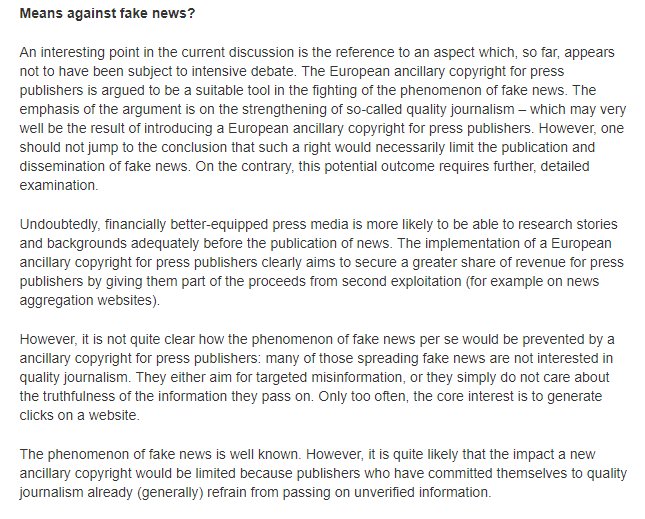 Means against fake news?
An interesting point in the current discussion is the reference to an aspect which, so far, appears
not to have been subject to intensive debate. The European ancillary copyright for press
publishers is argued to be a suitable tool in the fighting of the phenomenon of fake news. The
emphasis of the argument is on the strengthening of so-called quality journalism – which may very
well be the result of introducing a European ancillary copyright for press publishers. However, one
should not jump to the conclusion that such a right would necessarily limit the publication and
dissemination of fake news. On the contrary, this potential outcome requires further, detailed
examination.
Undoubtedly, financially better-equipped press media is more likely to be able to research stories
and backgrounds adequately before the publication of news. The implementation of a European
ancillary copyright for press publishers clearly aims to secure a greater share of revenue for press
publishers by giving them part of the proceeds from second exploitation (for example on news
aggregation websites).
However, it is not quite clear how the phenomenon of fake news per se would be prevented by a
ancillary copyright for press publishers: many of those spreading fake news are not interested in
quality journalism. They either aim for targeted misinformation, or they simply do not care about
the truthfulness of the information they pass on. Only too often, the core interest is to generate
clicks on a website.
The phenomenon of fake news is well known. However, it is quite likely that the impact a new
ancillary copyright would be limited because publishers who have committed themselves to quality
journalism already (generally) refrain from passing on unverified information.